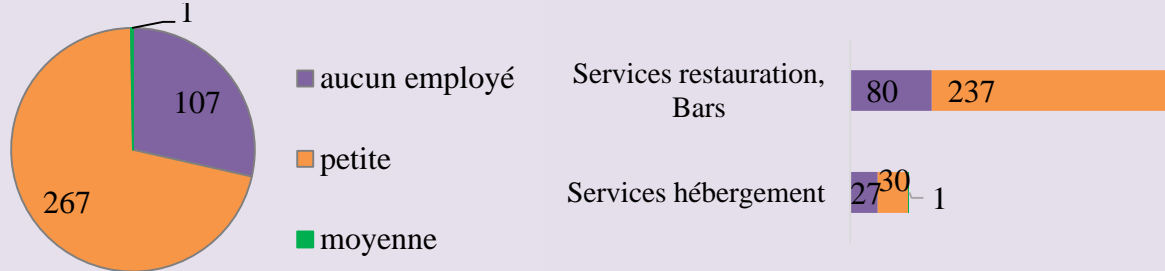 1
107
267
aucun employé
petite
moyenne
Services restauration,
Bars
80 237
Services hébergement
27 30 1